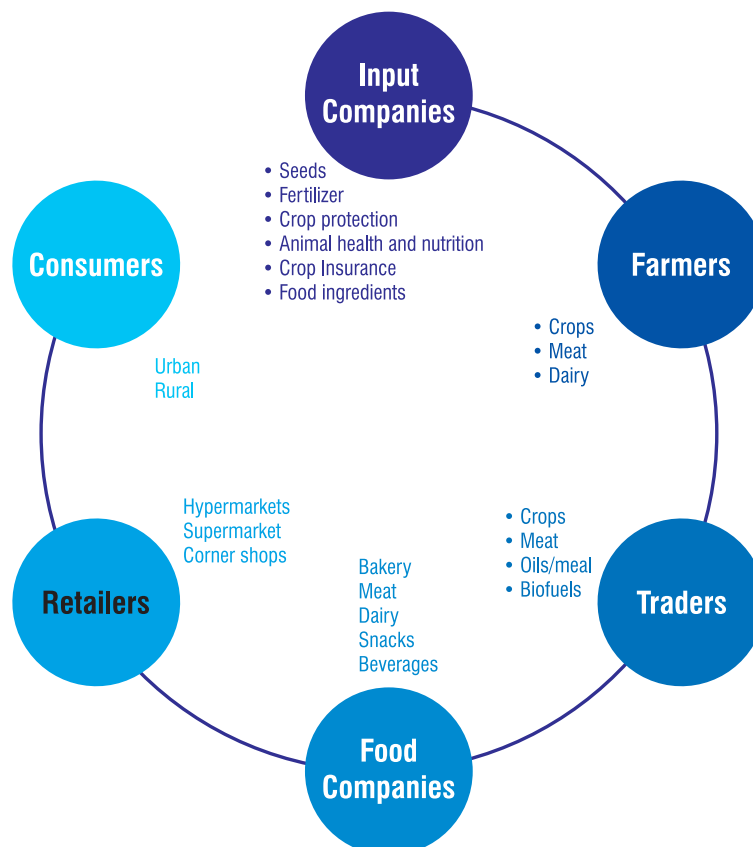 Input
Companies
• Seeds
• Fertilizer
• Crop protection
• Animal health and nutrition
• Crop Insurance
• Food ingredients
Farmers
• Crops
• Meat
• Dairy
Traders
• Crops
• Meat
• Oils/meal
• Biofuels
Food
Companies
Bakery
Meat
Dairy
Snacks
Beverages
Retailers
Hypermarkets
Supermarket
Corner shops
Consumers
Urban
Rural